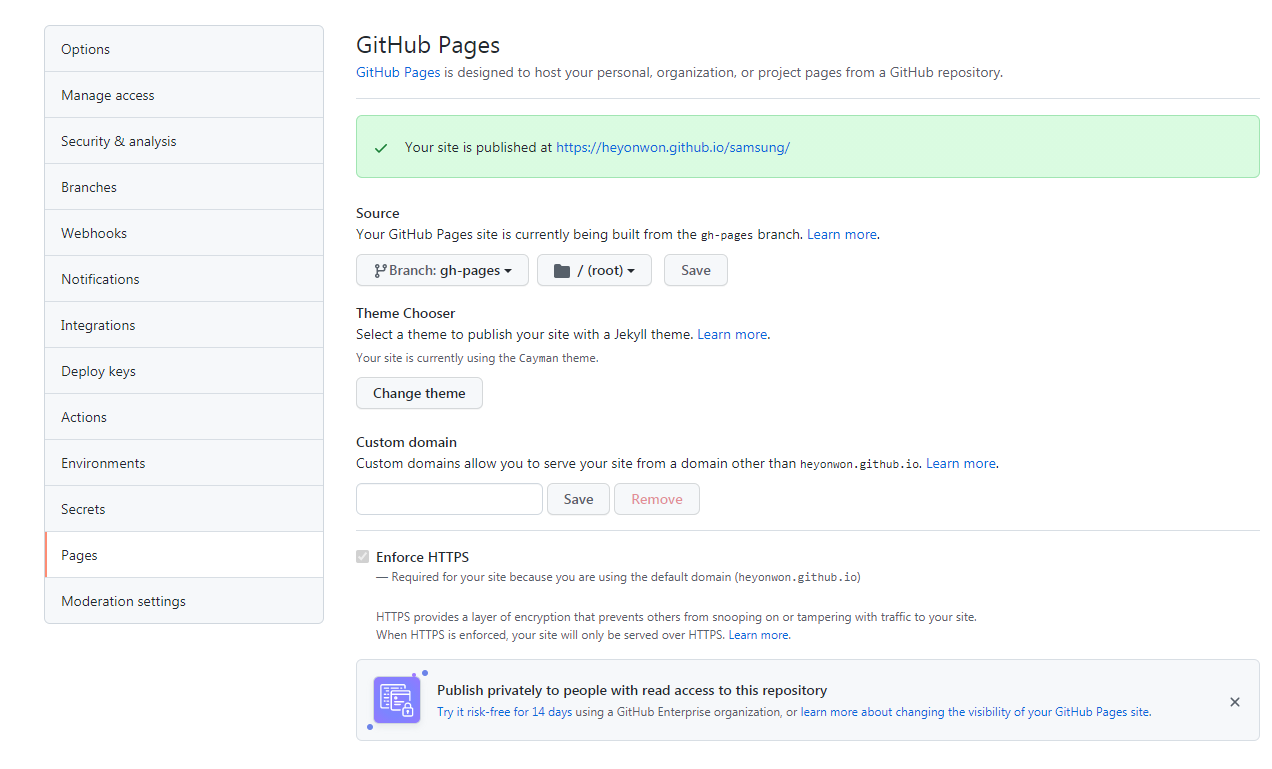 Options
Manage access
Security & analysis
Branches
Webhooks
Notifications
Integrations
Deploy keys
Actions
Environments
Secrets
Pages
Moderation settings
GitHub Pages
GitHub Pages is designed to host your personal, organization, or project pages from a GitHub repository.
Your site is published at https://heyonwon.github.io/samsung/
Source
Your GitHub Pages site is currently being built from the gh-pages branch. Learn more.
Branch: gh-pages / (root) Save
Theme Chooser
Select a theme to publish your site with a Jekyll theme. Learn more.
Your site is currently using the Cayman theme.
Change theme
Custom domain
Custom domains allow you to serve your site from a domain other than heyonwon.github.io. Learn more.
Save Remove
Enforce HTTPS
— Required for your site because you are using the default domain (heyonwon.github.io)
HTTPS provides a layer of encryption that prevents others from snooping on or tampering with traffic to your site.
When HTTPS is enforced, your site will only be served over HTTPS. Learn more.
Publish privately to people with read access to this repository
Try it risk-free for 14 days using a GitHub Enterprise organization, or learn more about changing the visibility of your GitHub Pages site.